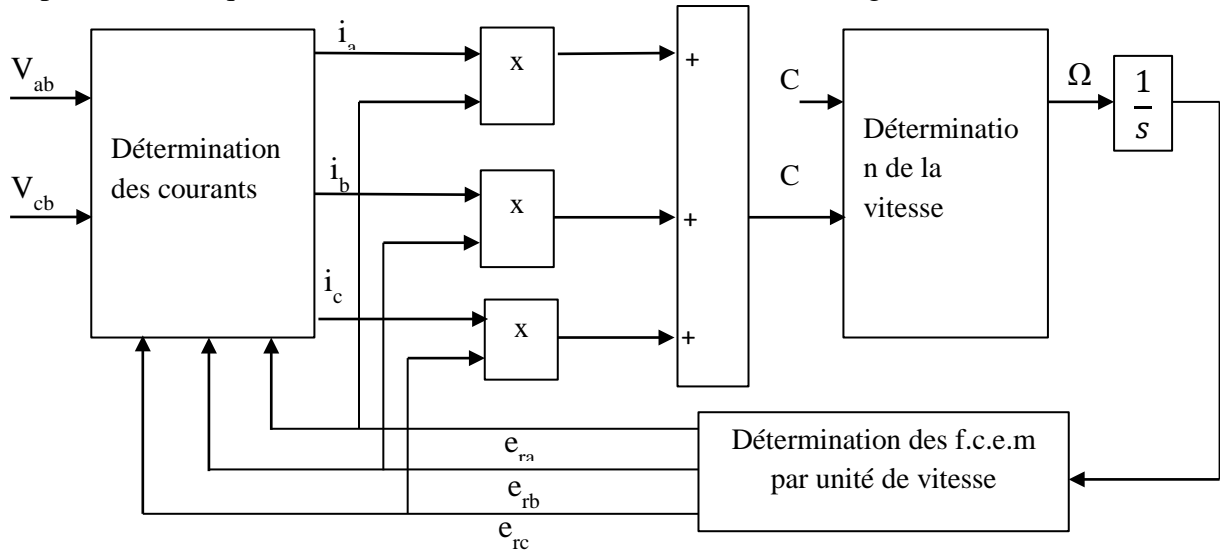 i_a
V_ab
Détermination
des courants
V_cb
i_b
i_c
x
x
x
+
+
+
C
C
Déterminatio
n de la
vitesse
Ω
1
s
e_ra
e_rb
e_rc
Détermination des f.c.e.m
par unité de vitesse